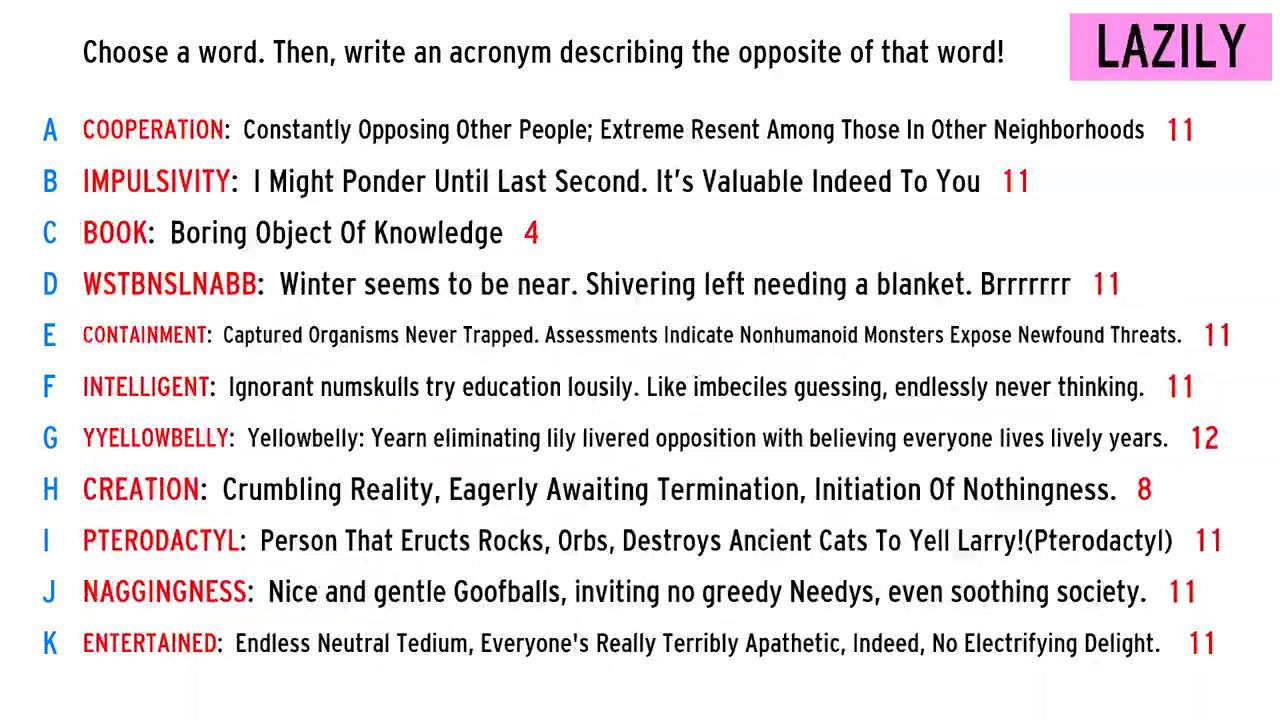 Choose a word. Then, write an acronym describing the opposite of that word!
LAZILY
A COOPERATION: Constantly Opposing Other People; Extreme Resent Among Those In Other Neighborhoods 11
B IMPULSIVITY: I Might Ponder Until Last Second. It's Valuable Indeed To You 11
C BOOK: Boring Object Of Knowledge 4
D WSTBNSLNABB: Winter seems to be near. Shivering left needing a blanket. Brrrrrrr 11
E CONTAINMENT: Captured Organisms Never Trapped. Assessments Indicate Nonhumanoid Monsters Expose Newfound Threats. 11
F INTELLIGENT: Ignorant numskulls try education lousily. Like imbeciles guessing, endlessly never thinking. 11
G YYELLOWBELLY: Yellowbelly: Yearn eliminating lily livered opposition with believing everyone lives lively years. 12
H CREATION: Crumbling Reality, Eagerly Awaiting Termination, Initiation Of Nothingness. 8
I PTERODACTYL: Person That Eructs Rocks, Orbs, Destroys Ancient Cats To Yell Larry!(Pterodactyl) 11
J NAGGINGNESS: Nice and gentle Goofballs, inviting no greedy Needys, even soothing society. 11
K ENTERTAINED: Endless Neutral Tedium, Everyone's Really Terribly Apathetic, Indeed, No Electrifying Delight. 11